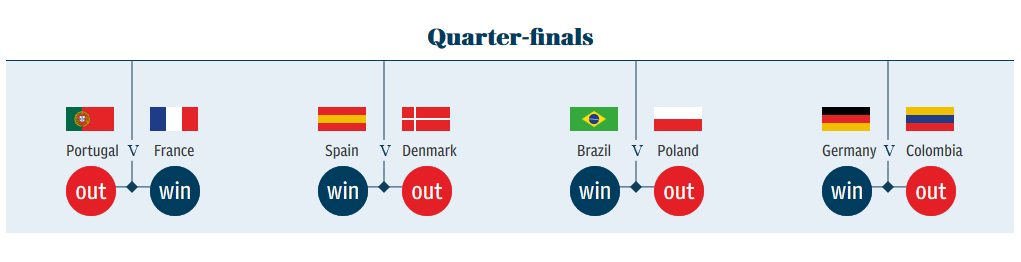 Quarter-finals
Portugal V France
out win
Spain V Denmark
win out
Brazil V Poland
win out
Germany V Colombia
win out